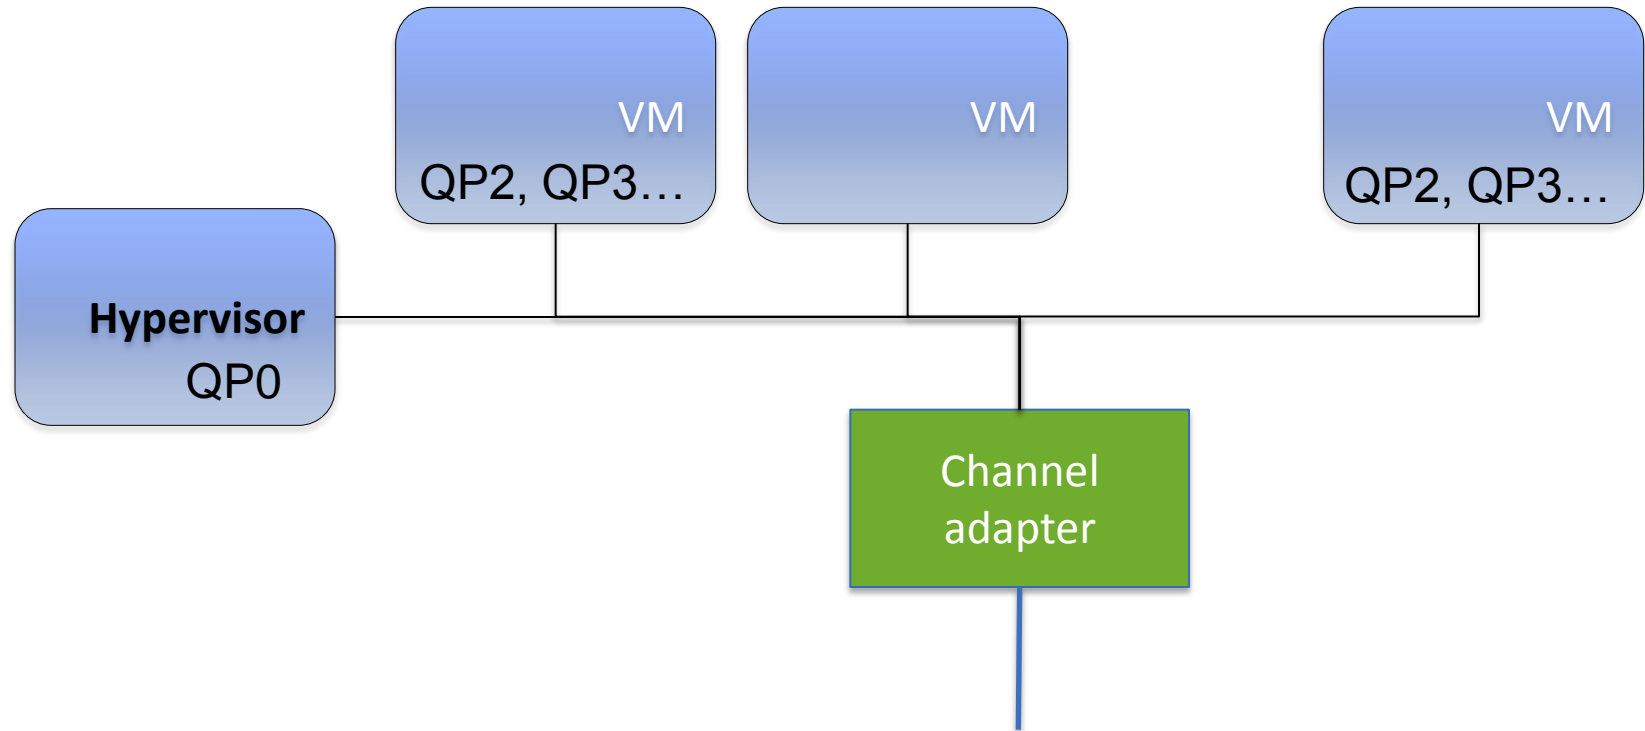 VM
QP2, QP3…
VM
VM
QP2, QP3…
Hypervisor
QP0
Channel
adapter